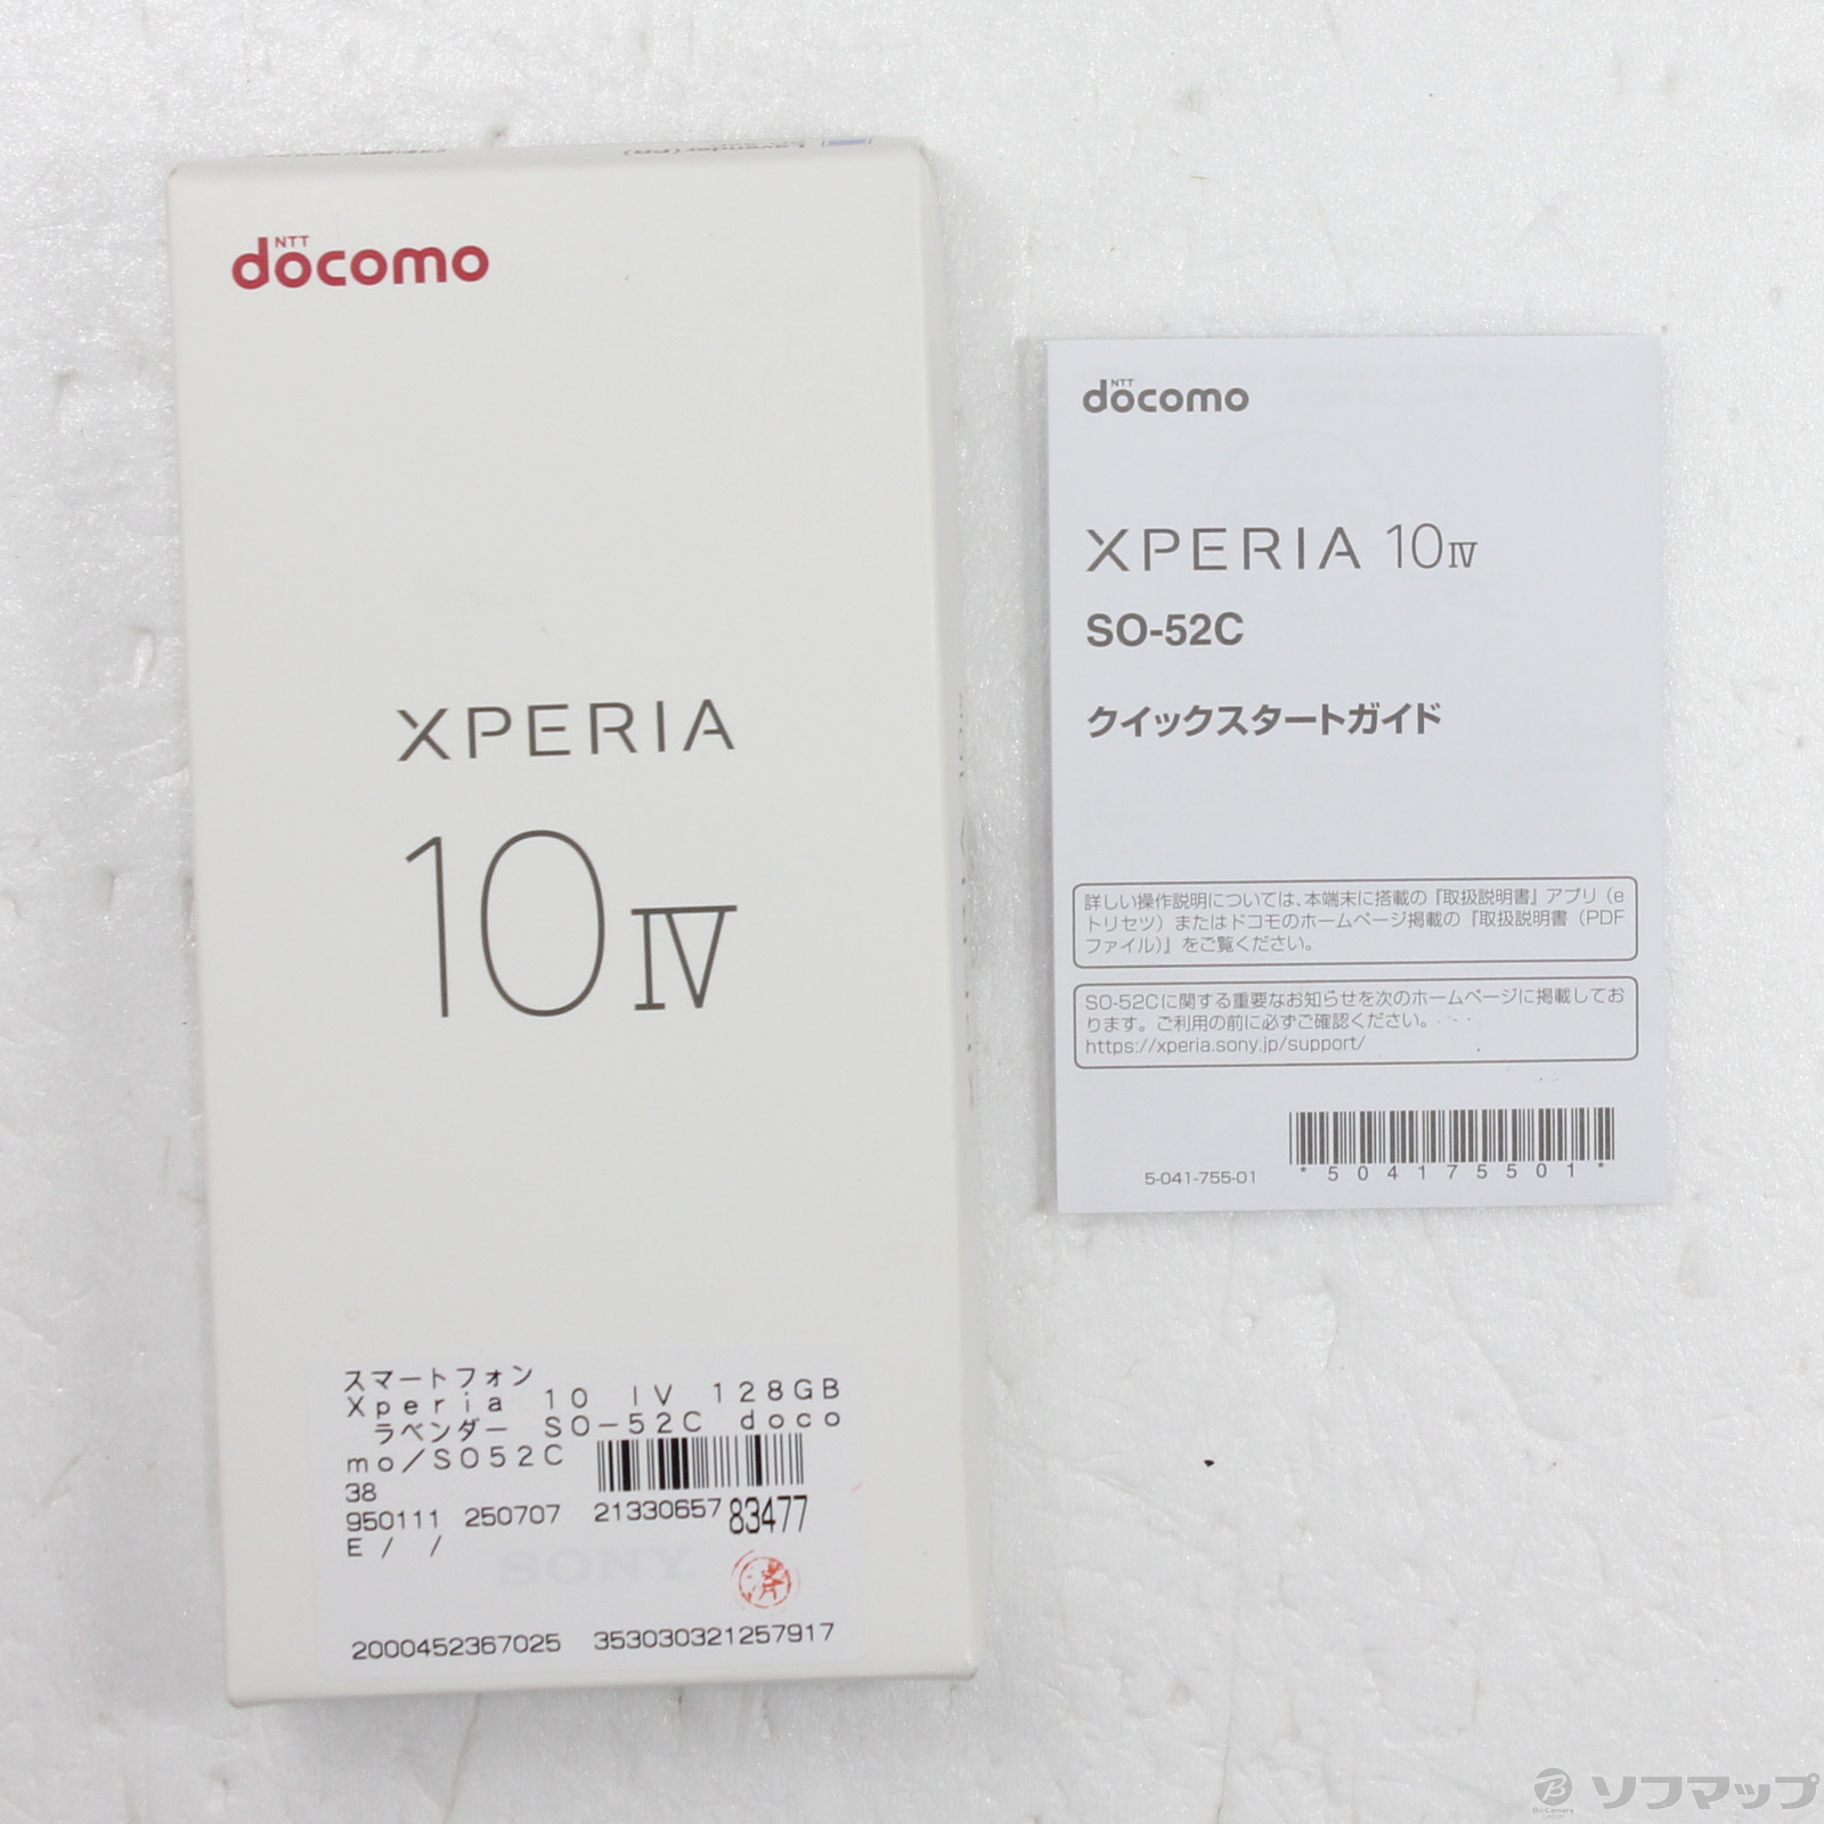 Lavender(PR)
NTT
docomo
XPERIA
10 IV
スマートフォン
Xperia 10 IV 128GB
ラベンダー SO-52C doco
mo/SO52C
38
950111 250707 21330657 83477
E / /
SONY
済
2000452367025 353030321257917
NTT
docomo
XPERIA 10 IV
SO-52C
クイックスタートガイド
詳しい操作説明については、本端末に搭載の『取扱説明書』アプリ（e
トリセツ）またはドコモのホームページ掲載の『取扱説明書（PDF
ファイル）』をご覧ください。
SO-52Cに関する重要なお知らせを次のホームページに掲載してお
ります。ご利用の前に必ずご確認ください。
https://xperia.sony.jp/support/
5-041-755-01
*504175501*
BicCamera
GROUP
ソフマップ